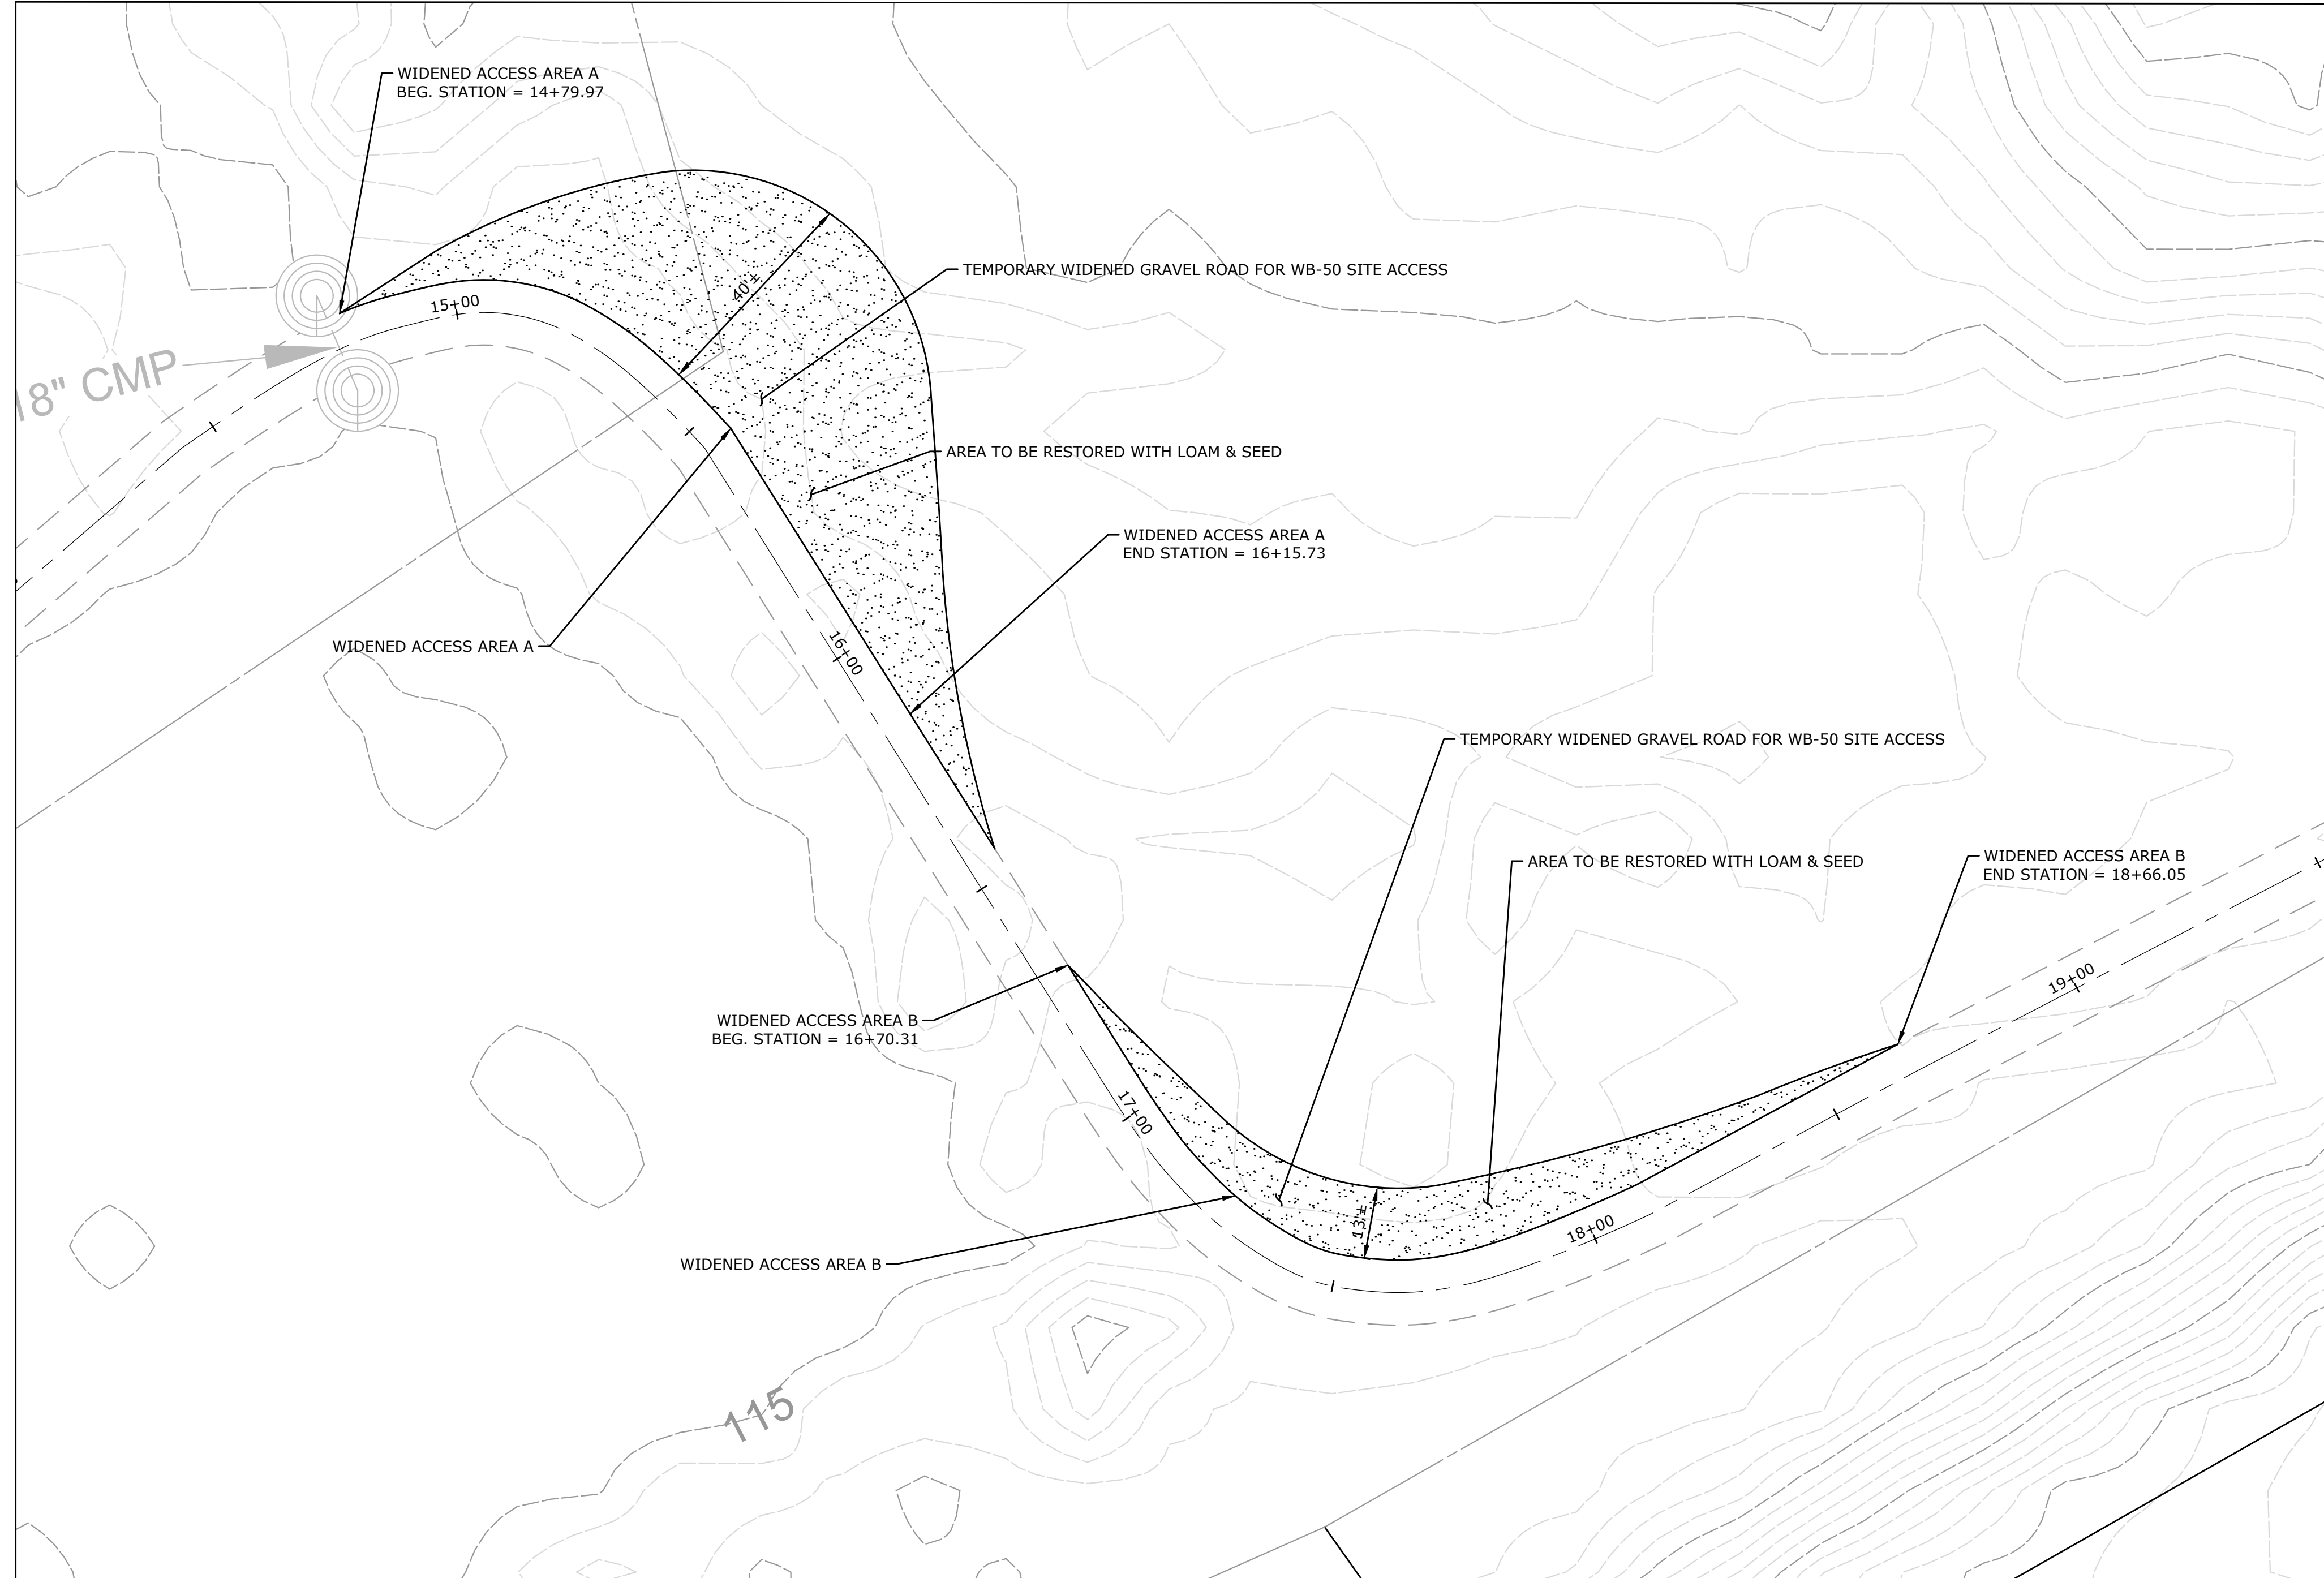 WIDENED ACCESS AREA A
BEG. STATION = 14+79.97
TEMPORARY WIDENED GRAVEL ROAD FOR WB-50 SITE ACCESS
40'±
15+00
18" CMP
AREA TO BE RESTORED WITH LOAM & SEED
WIDENED ACCESS AREA A
END STATION = 16+15.73
WIDENED ACCESS AREA A
16+00
TEMPORARY WIDENED GRAVEL ROAD FOR WB-50 SITE ACCESS
AREA TO BE RESTORED WITH LOAM & SEED
WIDENED ACCESS AREA B
END STATION = 18+66.05
19+00
WIDENED ACCESS AREA B
BEG. STATION = 16+70.31
17+00
13'±
18+00
WIDENED ACCESS AREA B
115